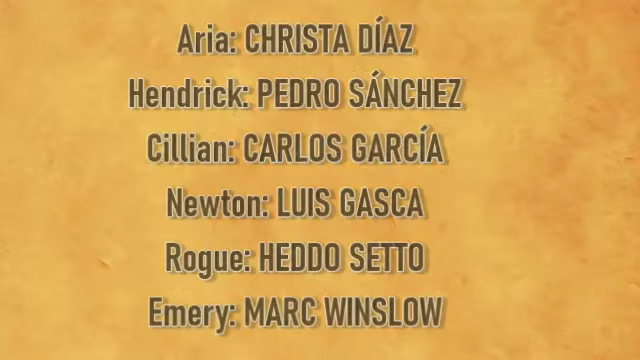 Aria: CHRISTA DÍAZ
Hendrick: PEDRO SÁNCHEZ
Cillian: CARLOS GARCÍA
Newton: LUIS GASCA
Rogue: HEDDO SETTO
Emery: MARC WINSLOW